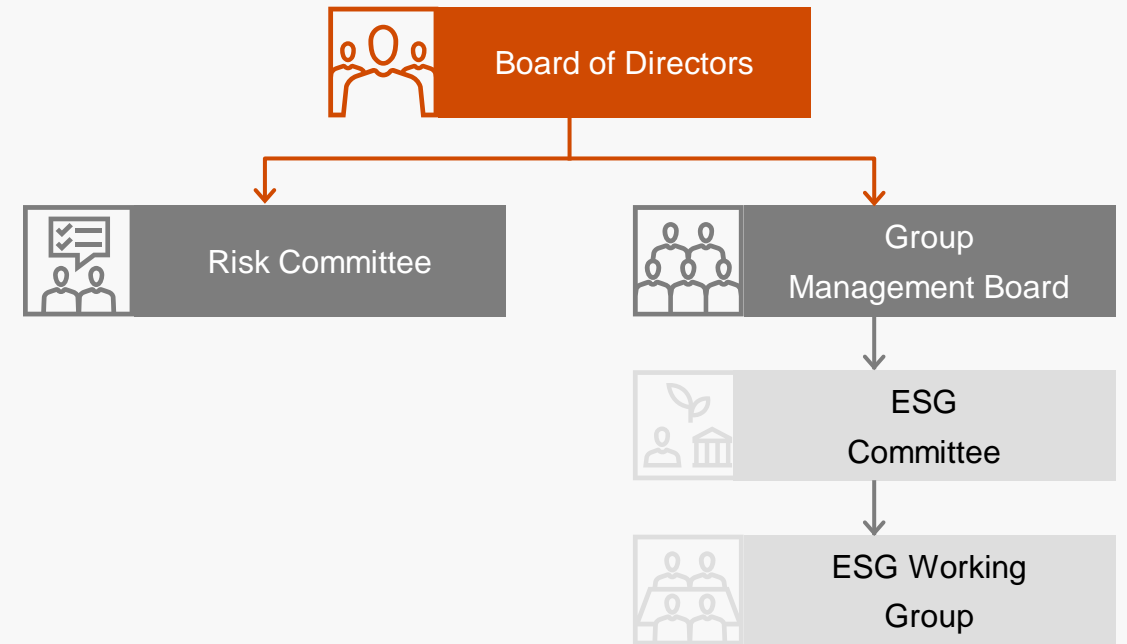 Board of Directors
Risk Committee
Group
Management Board
ESG
Committee
ESG Working
Group